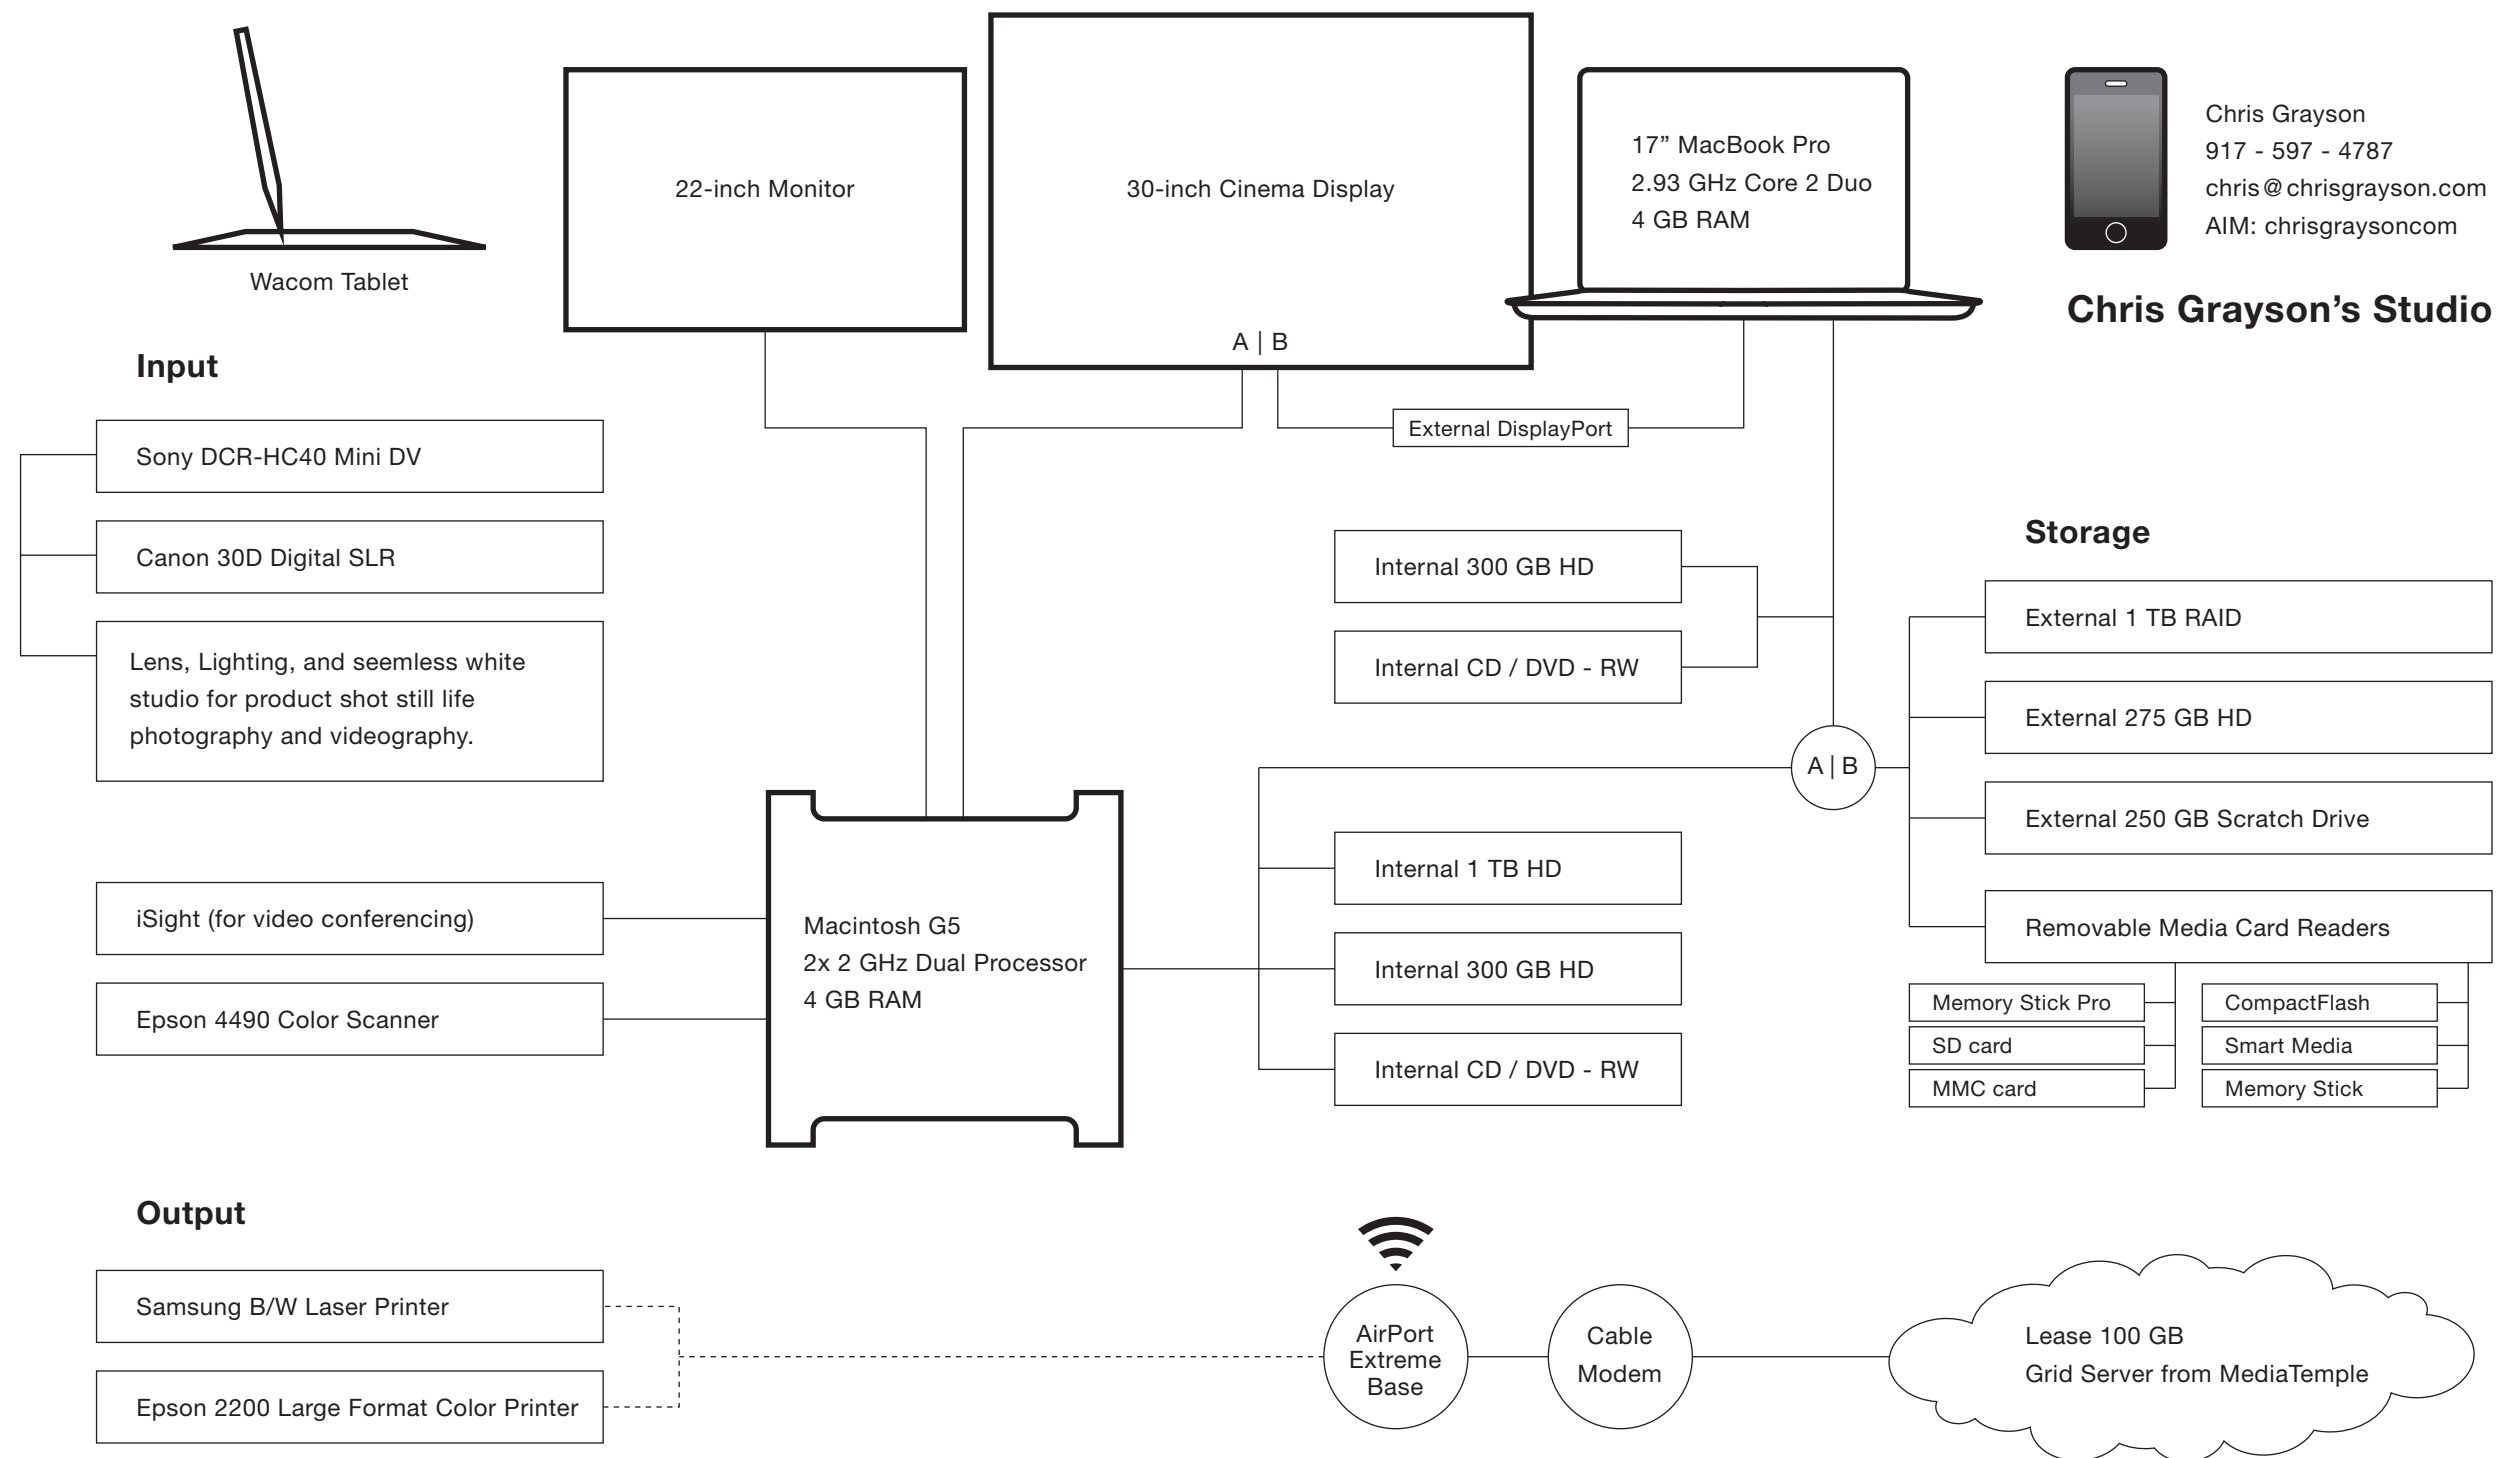 Wacom Tablet
22-inch Monitor
30-inch Cinema Display
A | B
17” MacBook Pro
2.93 GHz Core 2 Duo
4 GB RAM
Chris Grayson
917 - 597 - 4787
chris@chrisgrayson.com
AIM: chrisgraysoncom
Chris Grayson’s Studio
External DisplayPort
Input
Sony DCR-HC40 Mini DV
Canon 30D Digital SLR
Lens, Lighting, and seemless white
studio for product shot still life
photography and videography.
iSight (for video conferencing)
Epson 4490 Color Scanner
Macintosh G5
2x 2 GHz Dual Processor
4 GB RAM
Internal 300 GB HD
Internal CD / DVD - RW
A | B
Internal 1 TB HD
Internal 300 GB HD
Internal CD / DVD - RW
Storage
External 1 TB RAID
External 275 GB HD
External 250 GB Scratch Drive
Removable Media Card Readers
Memory Stick Pro
SD card
MMC card
CompactFlash
Smart Media
Memory Stick
Output
Samsung B/W Laser Printer
Epson 2200 Large Format Color Printer
AirPort
Extreme
Base
Cable
Modem
Lease 100 GB
Grid Server from MediaTemple